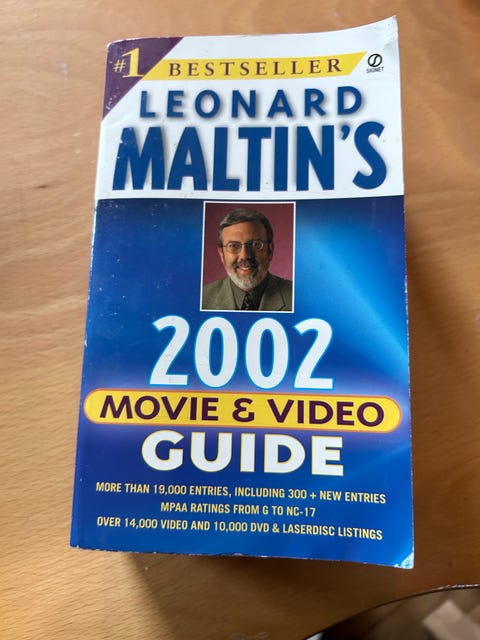 #1 BESTSELLER
SIGNET
LEONARD
MALTIN'S
2002
MOVIE & VIDEO
GUIDE
MORE THAN 19,000 ENTRIES, INCLUDING 300 + NEW ENTRIES
MPAA RATINGS FROM G TO NC-17
OVER 14,000 VIDEO AND 10,000 DVD & LASERDISC LISTINGS